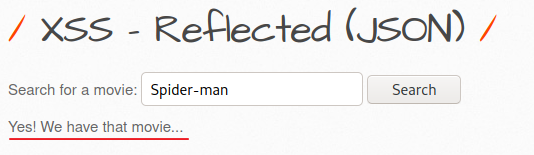 / XSS - Reflected (JSON) /
Search for a movie: Spider-man Search
Yes! We have that movie...